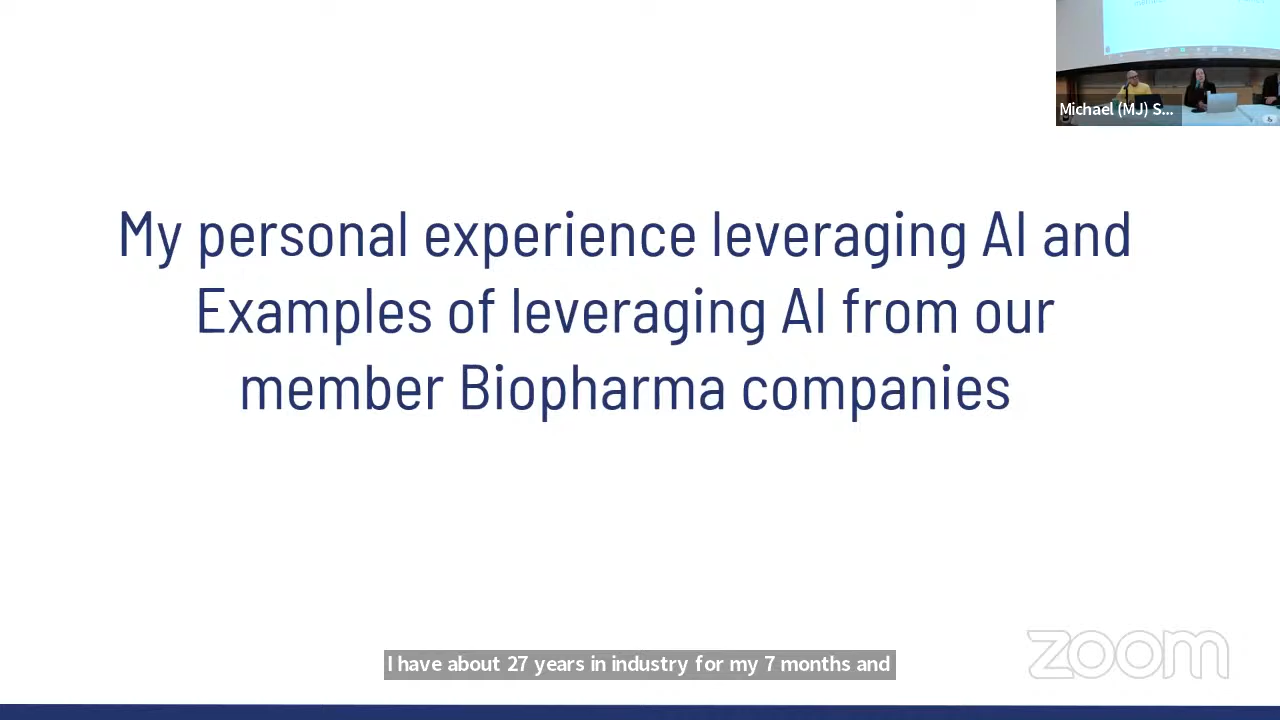 Michael (MJ) S...
My personal experience leveraging AI and
Examples of leveraging AI from our
member Biopharma companies
zoom
I have about 27 years in industry for my 7 months and